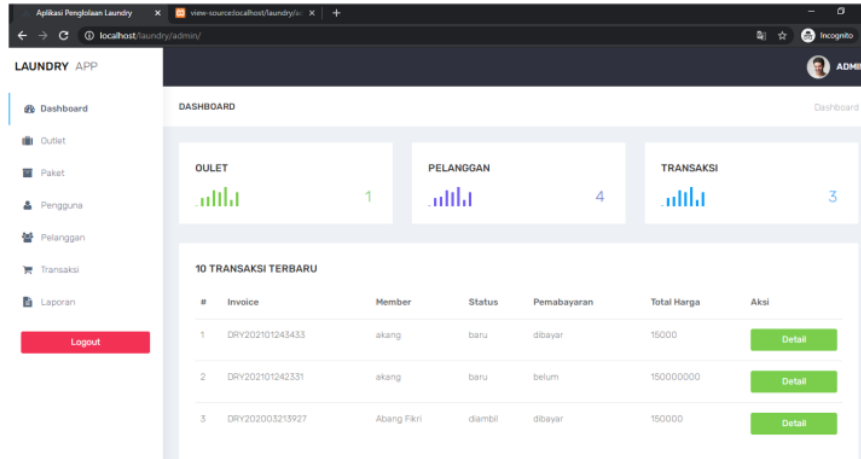 Aplikasi Penglolaan Laundry
view-source:localhost/laundry/ad
localhost/laundry/admin/
Incognito
LAUNDRY APP
ADMI
Dashboard
DASHBOARD
Dashboard
Outlet
Paket
Pengguna
Pelanggan
Transaksi
Laporan
Logout
OULET
1
PELANGGAN
4
TRANSAKSI
3
10 TRANSAKSI TERBARU
# Invoice Member Status Pemabayaran Total Harga Aksi
1 DRY202101243433 akang baru dibayar 15000 Detail
2 DRY202101242331 akang baru belum 150000000 Detail
3 DRY202003213927 Abang Fikri diambil dibayar 150000 Detail